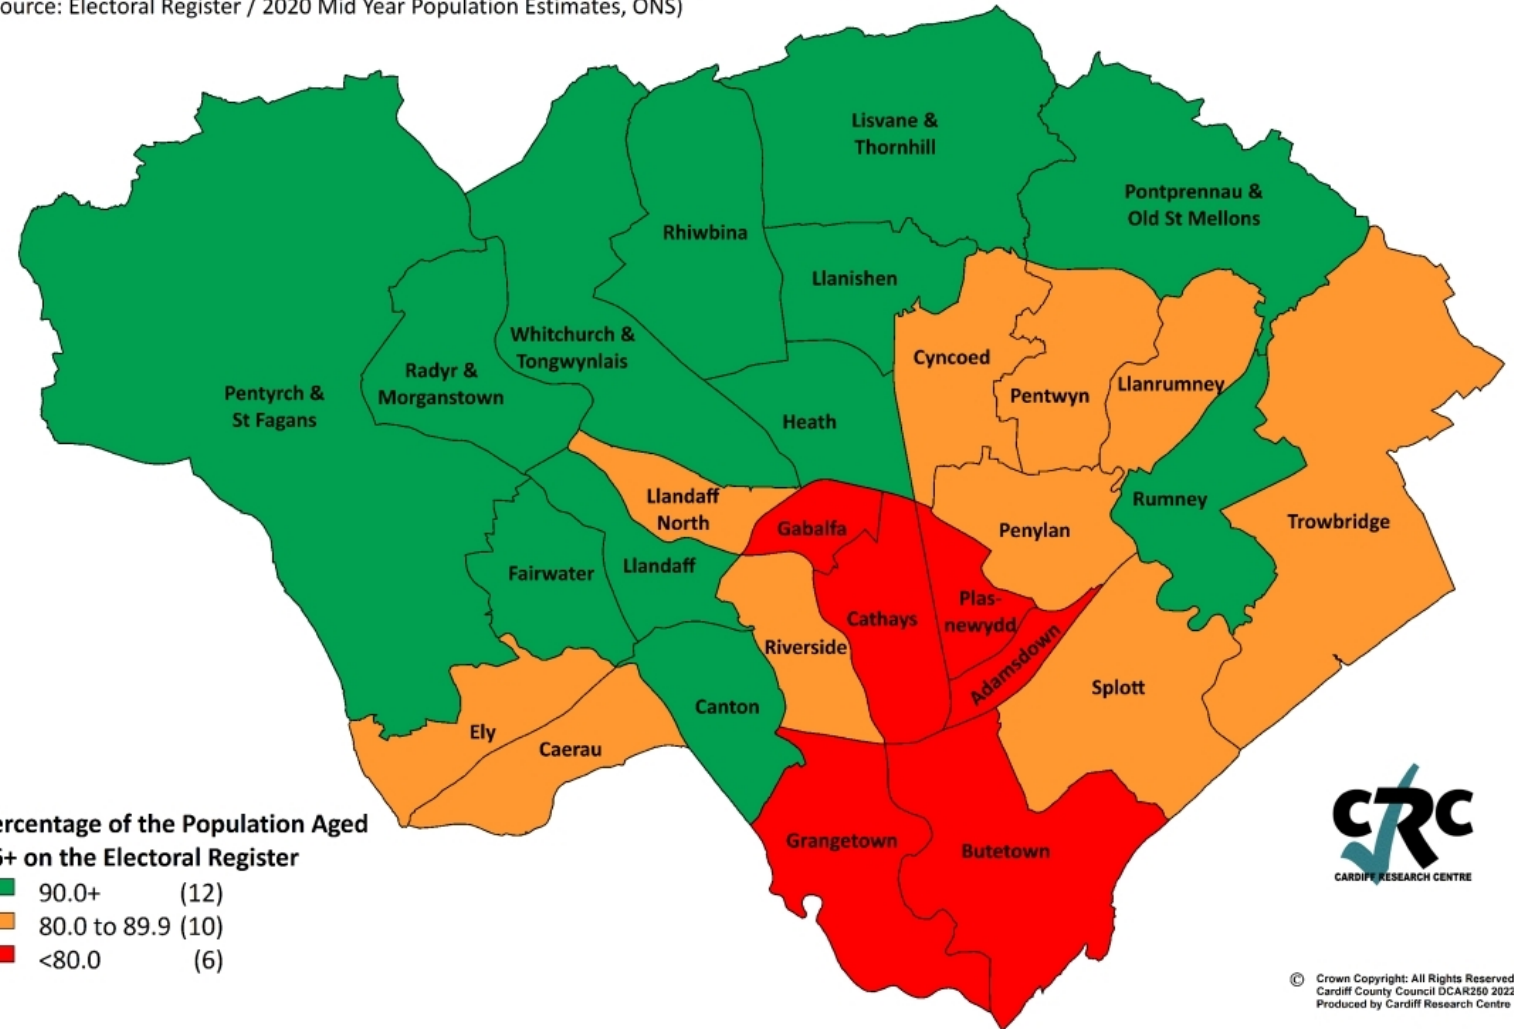 ource: Electoral Register / 2020 Mid Year Population Estimates, ONS)
Lisvane &
Thornhill
Pontprennau &
Old St Mellons
Rhiwbina
Llanishen
Whitchurch &
Tongwynlais
Cyncoed
Radyr &
Morganstown
Pentwyn
Llanrumney
Pentyrch &
St Fagans
Heath
Llandaff
North
Gabalfa
Penylan
Rumney
Trowbridge
Fairwater
Llandaff
Cathays
Plas-
newydd
Riverside
Adamsdown
Splott
Canton
Ely
Caerau
Grangetown
Butetown
ercentage of the Population Aged
6+ on the Electoral Register
90.0+ (12)
80.0 to 89.9 (10)
<80.0 (6)
CRC
CARDIFF RESEARCH CENTRE
© Crown Copyright: All Rights Reserved
Cardiff County Council DCAR250 2022
Produced by Cardiff Research Centre